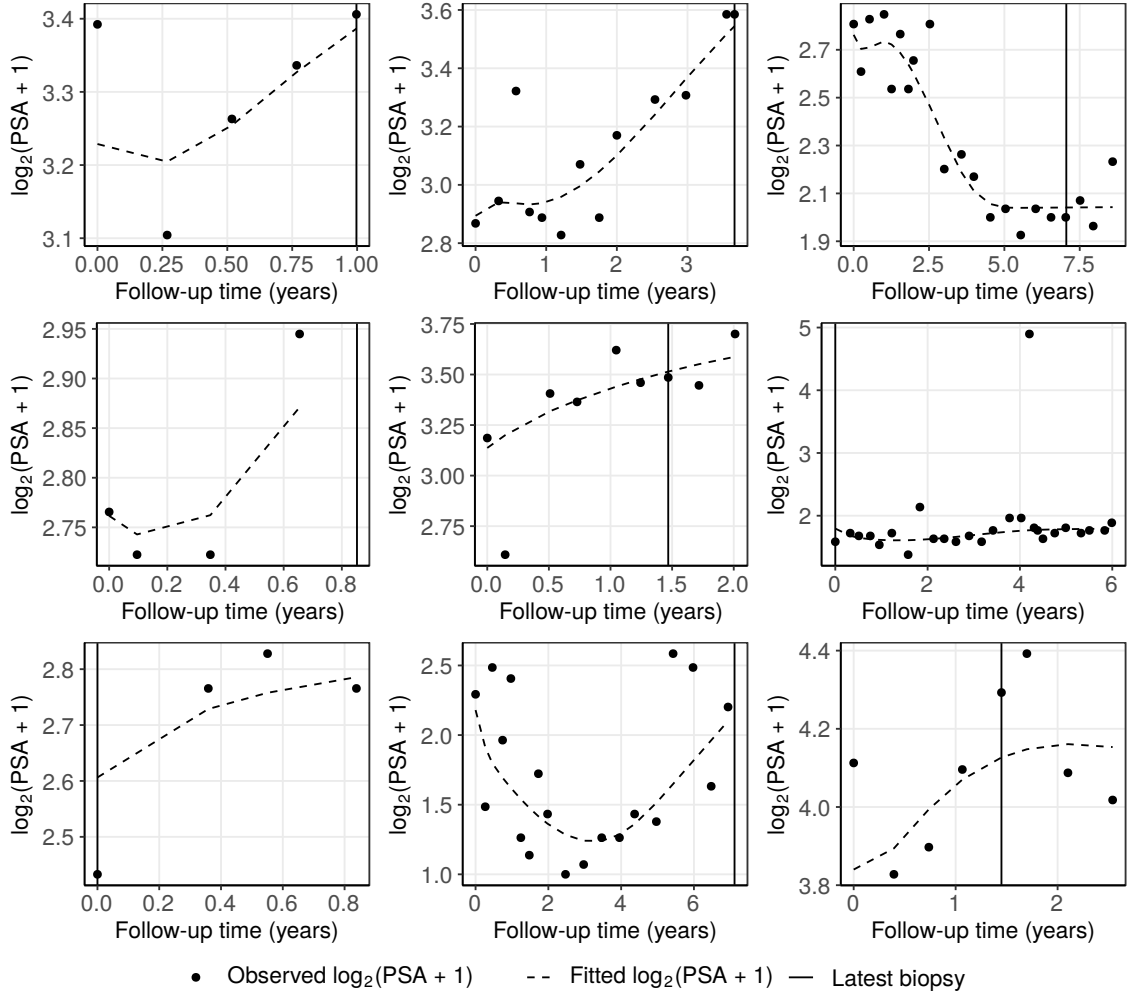 log₂(PSA + 1)
3.4
3.3
3.2
3.1
0.00 0.25 0.50 0.75 1.00
Follow-up time (years)
log₂(PSA + 1)
3.6
3.4
3.2
3.0
2.8
0 1 2 3
Follow-up time (years)
log₂(PSA + 1)
2.7
2.5
2.3
2.1
1.9
0.0 2.5 5.0 7.5
Follow-up time (years)
log₂(PSA + 1)
2.95
2.90
2.85
2.80
2.75
0.0 0.2 0.4 0.6 0.8
Follow-up time (years)
log₂(PSA + 1)
3.75
3.50
3.25
3.00
2.75
0.0 0.5 1.0 1.5 2.0
Follow-up time (years)
log₂(PSA + 1)
5
4
3
2
0 2 4 6
Follow-up time (years)
log₂(PSA + 1)
2.8
2.7
2.6
2.5
0.0 0.2 0.4 0.6 0.8
Follow-up time (years)
log₂(PSA + 1)
2.5
2.0
1.5
1.0
0 2 4 6
Follow-up time (years)
log₂(PSA + 1)
4.4
4.2
4.0
3.8
0 1 2
Follow-up time (years)
Observed log₂(PSA + 1) Fitted log₂(PSA + 1) Latest biopsy